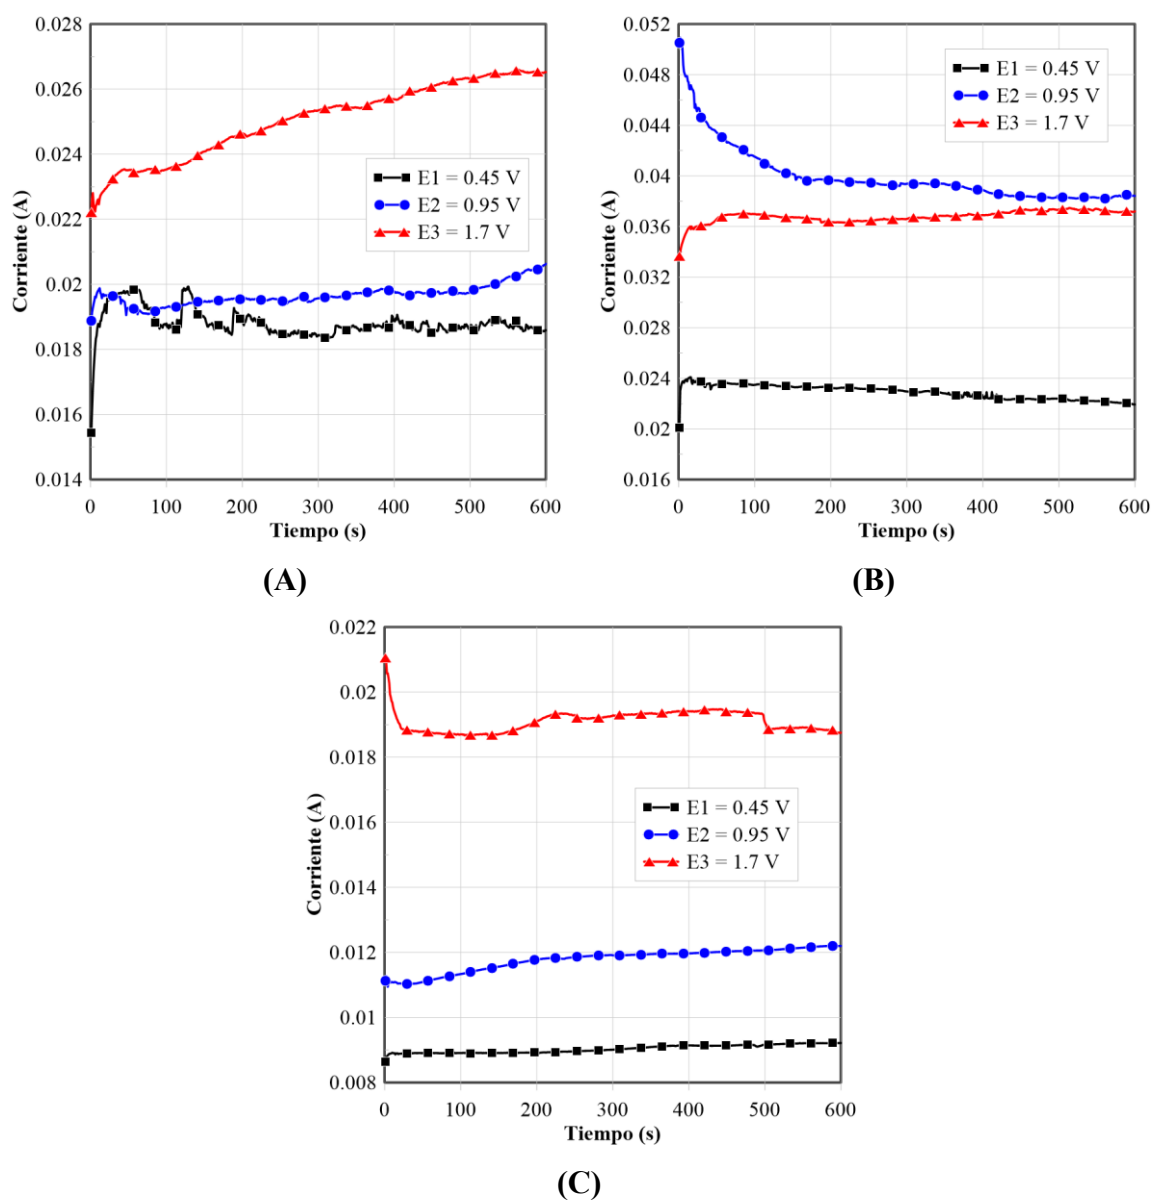 0.028
0.026
0.024
0.022
0.02
0.018
0.016
0.014
Corriente (A)
E1 = 0.45 V
E2 = 0.95 V
E3 = 1.7 V
0 100 200 300 400 500 600
Tiempo (s)
(A)
0.052
0.048
0.044
0.04
0.036
0.032
0.028
0.024
0.02
0.016
Corriente (A)
E1 = 0.45 V
E2 = 0.95 V
E3 = 1.7 V
0 100 200 300 400 500 600
Tiempo (s)
(B)
0.022
0.02
0.018
0.016
0.014
0.012
0.01
0.008
Corriente (A)
E1 = 0.45 V
E2 = 0.95 V
E3 = 1.7 V
0 100 200 300 400 500 600
Tiempo (s)
(C)